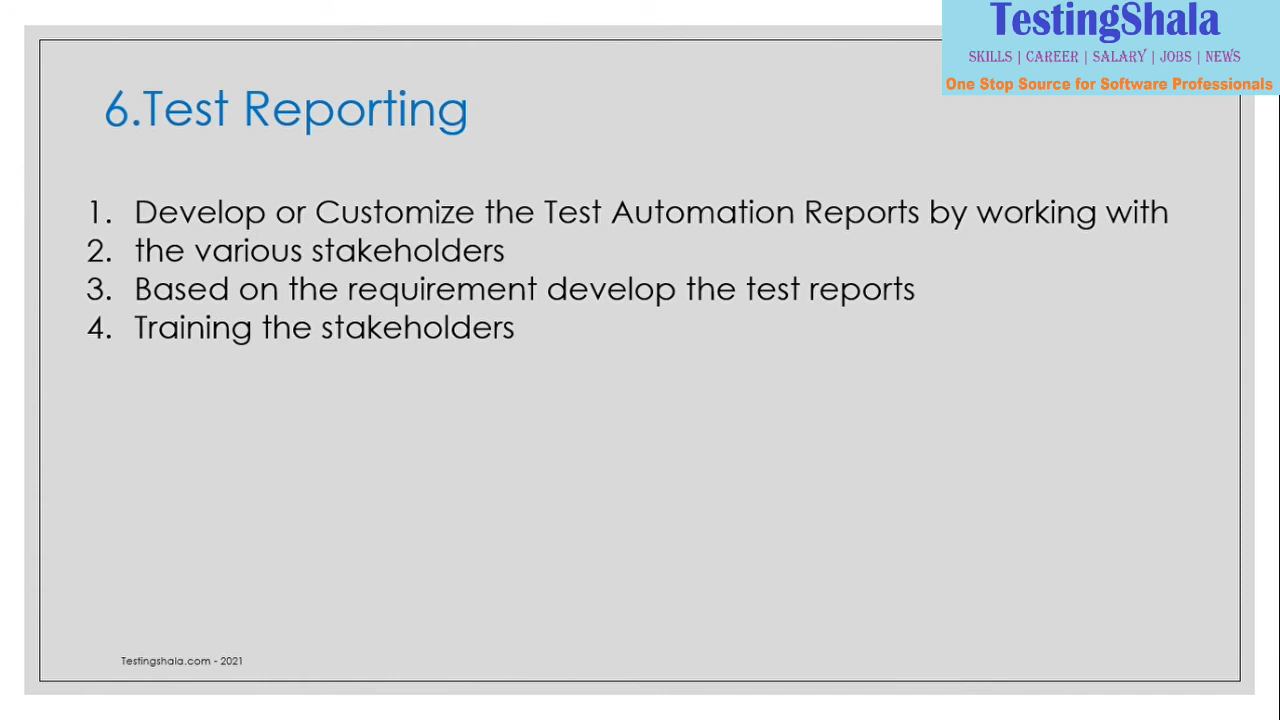 TestingShala
SKILLS | CAREER | SALARY | JOBS | NEWS
One Stop Source for Software Professionals
6.Test Reporting
1. Develop or Customize the Test Automation Reports by working with
2. the various stakeholders
3. Based on the requirement develop the test reports
4. Training the stakeholders
Testingshala.com - 2021